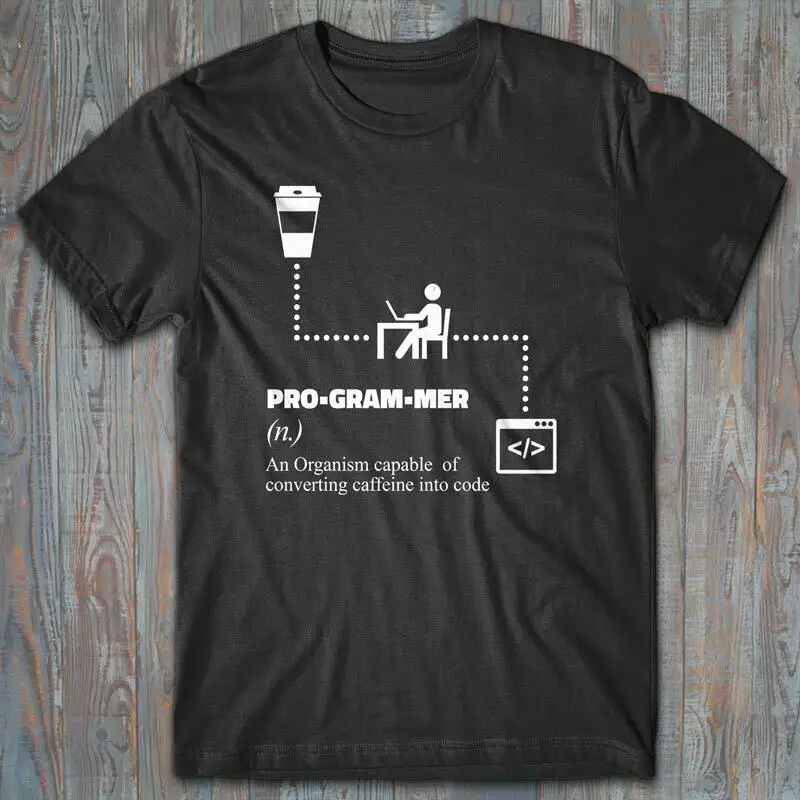 PRO-GRAM-MER
(n.)
</>
An Organism capable of
converting caffeine into code